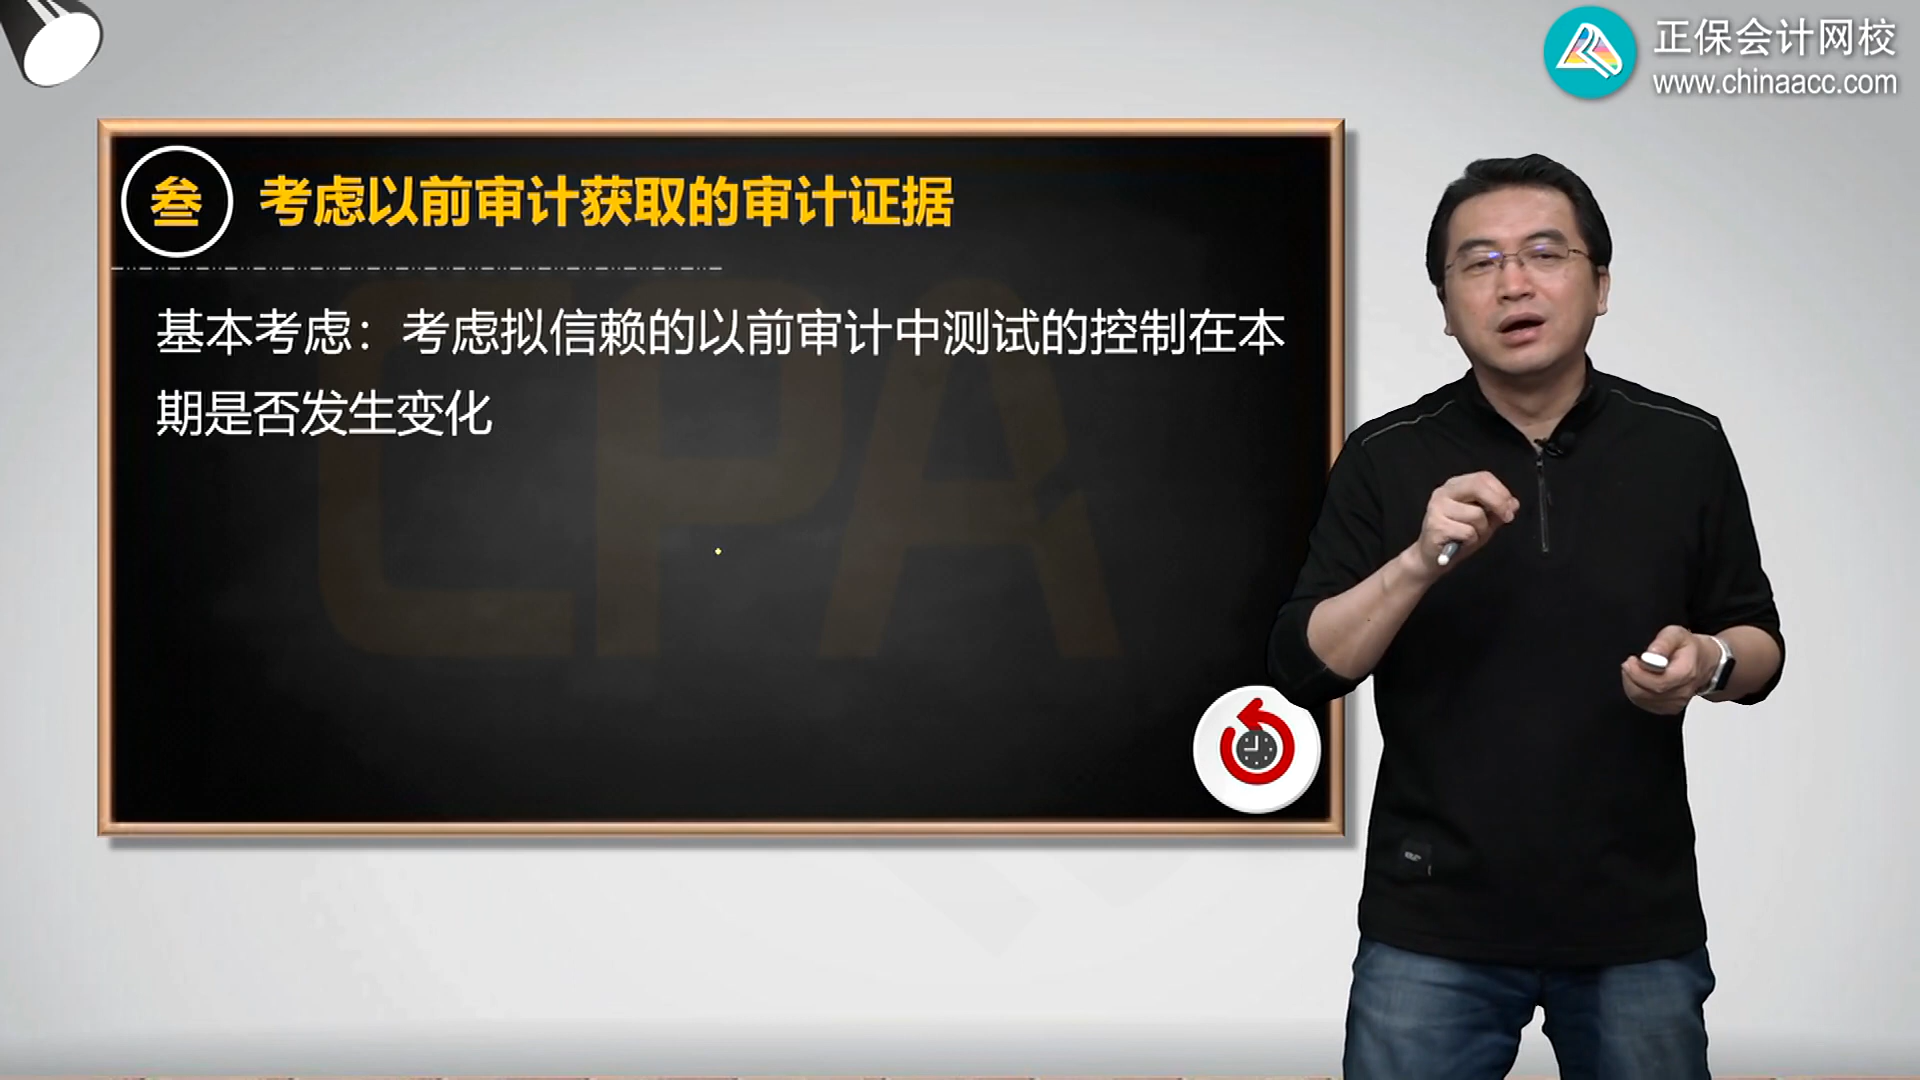 正保会计网校
www.chinaacc.com
叁 考虑以前审计获取的审计证据
基本考虑：考虑拟信赖的以前审计中测试的控制在本
期是否发生变化
CPA